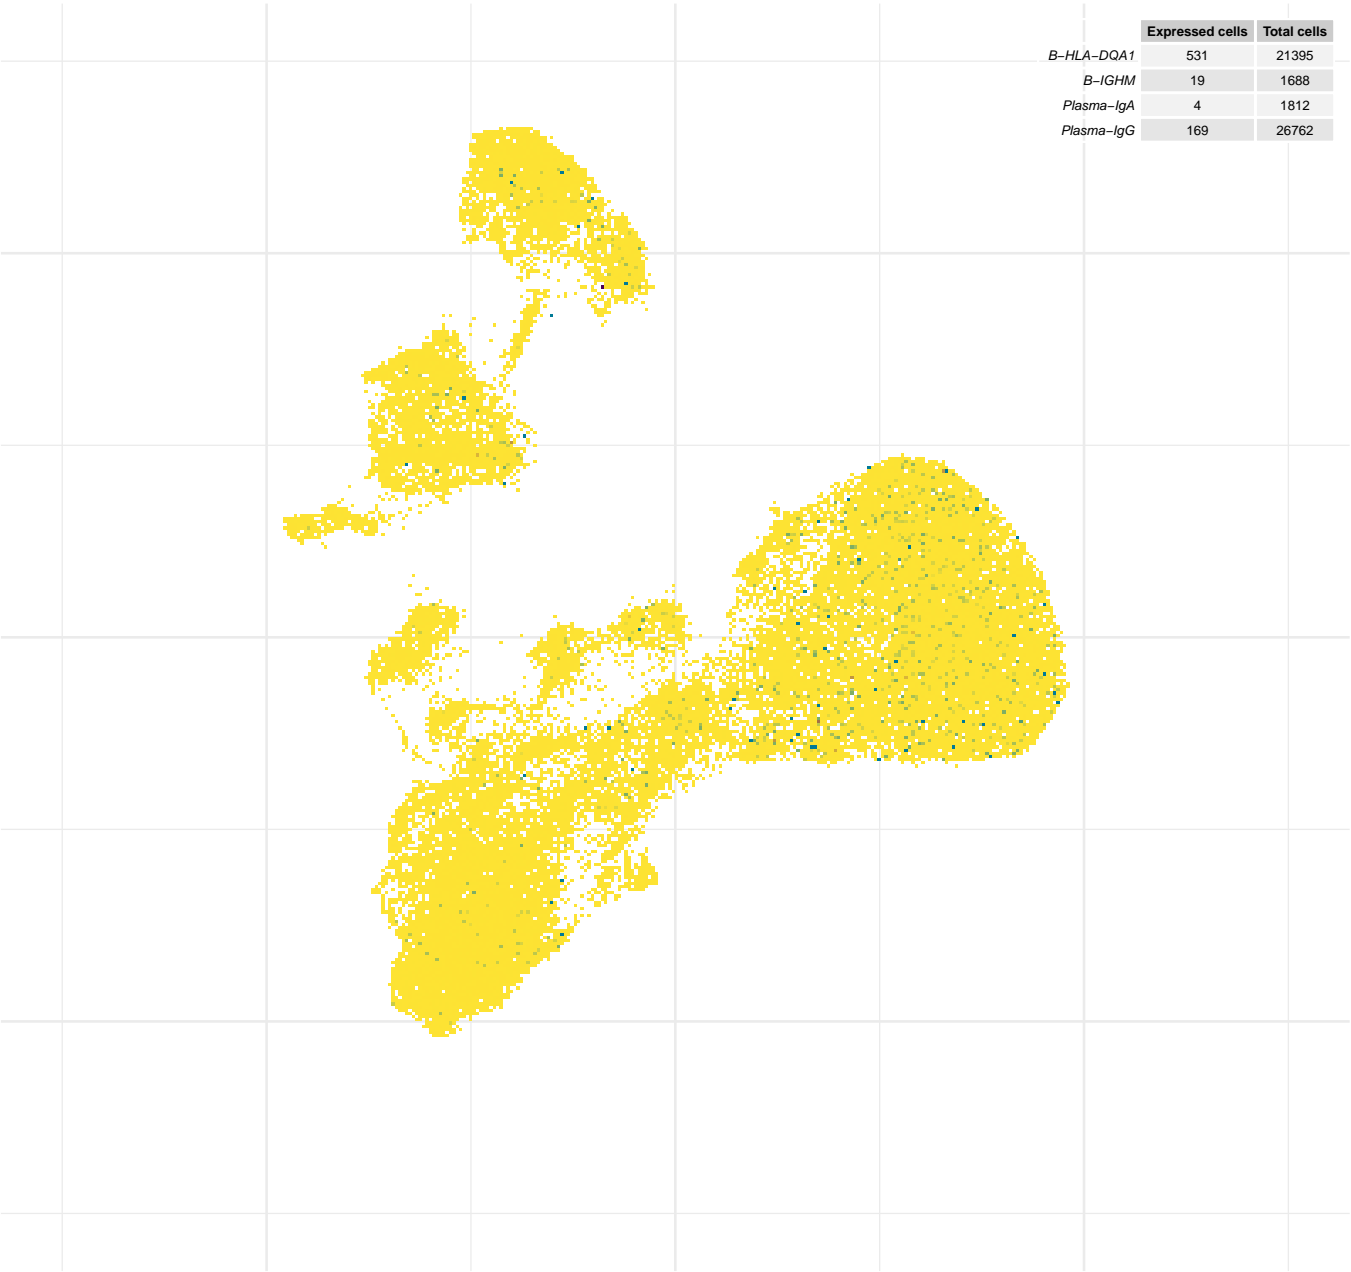 Expressed cells Total cells
B−HLA−DQA1 531 21395
B−IGHM 19 1688
Plasma−IgA 4 1812
Plasma−IgG 169 26762